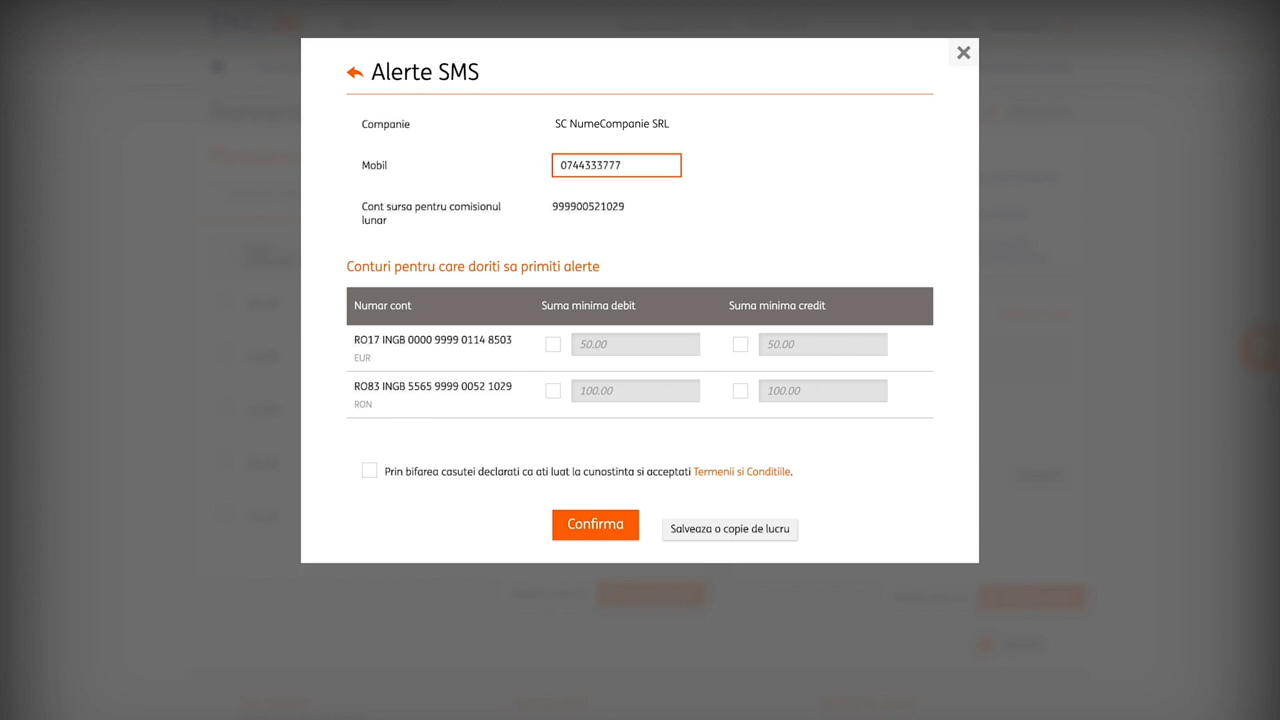 Alerte SMS
Companie SC NumeCompanie SRL
Mobil 0744333777
Cont sursa pentru comisionul 999900521029
lunar
Conturi pentru care doriti sa primiti alerte
Numar cont Suma minima debit Suma minima credit
RO17 INGB 0000 9999 0114 8503 50.00 50.00
EUR
RO83 INGB 5565 9999 0052 1029 100.00 100.00
RON
Prin bifarea casutei declarati ca ati luat la cunostinta si acceptati Termenii si Conditiile.
Confirma
Salveaza o copie de lucru